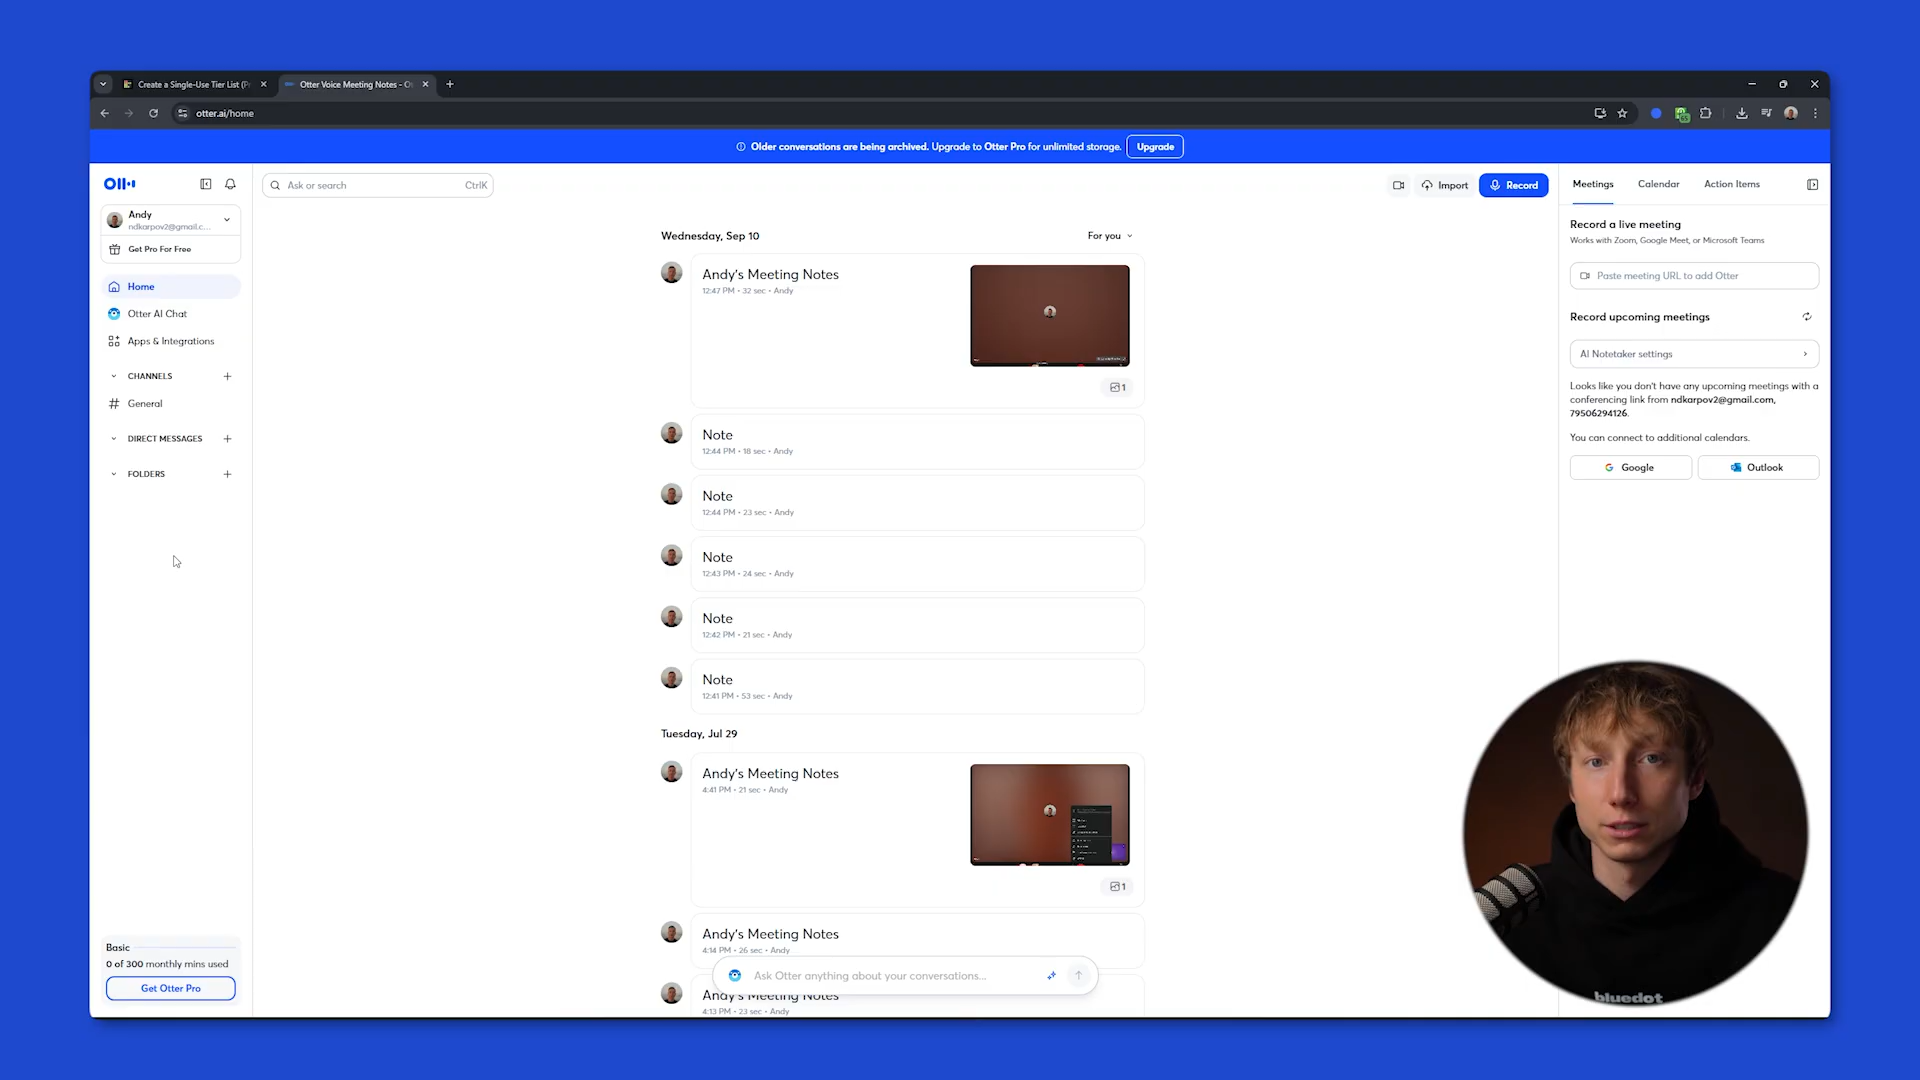 Create a Single-Use Tier List (P
Otter Voice Meeting Notes - O
otter.ai/home
65
Older conversations are being archived. Upgrade to Otter Pro for unlimited storage.
Upgrade
Andy
ndkarpov2@gmail.c...
Get Pro For Free
Home
Otter AI Chat
Apps & Integrations
CHANNELS
General
DIRECT MESSAGES
FOLDERS
Basic
0 of 300 monthly mins used
Get Otter Pro
Ask or search
CtrlK
Import
Record
Wednesday, Sep 10
For you
Andy's Meeting Notes
12:47 PM • 32 sec • Andy
1
Note
12:44 PM • 18 sec • Andy
Note
12:44 PM • 23 sec • Andy
Note
12:43 PM • 24 sec • Andy
Note
12:42 PM • 21 sec • Andy
Note
12:41 PM • 53 sec • Andy
Tuesday, Jul 29
Andy's Meeting Notes
4:41 PM • 21 sec • Andy
1
Andy's Meeting Notes
4:14 PM • 26 sec • Andy
Ask Otter anything about your conversations...
Andy's Meeting Notes
4:13 PM • 23 sec • Andy
Meetings
Calendar
Action Items
Record a live meeting
Works with Zoom, Google Meet, or Microsoft Teams
Paste meeting URL to add Otter
Record upcoming meetings
AI Notetaker settings
Looks like you don't have any upcoming meetings with a
conferencing link from ndkarpov2@gmail.com,
79506294126.
You can connect to additional calendars.
Google
Outlook
bluedot